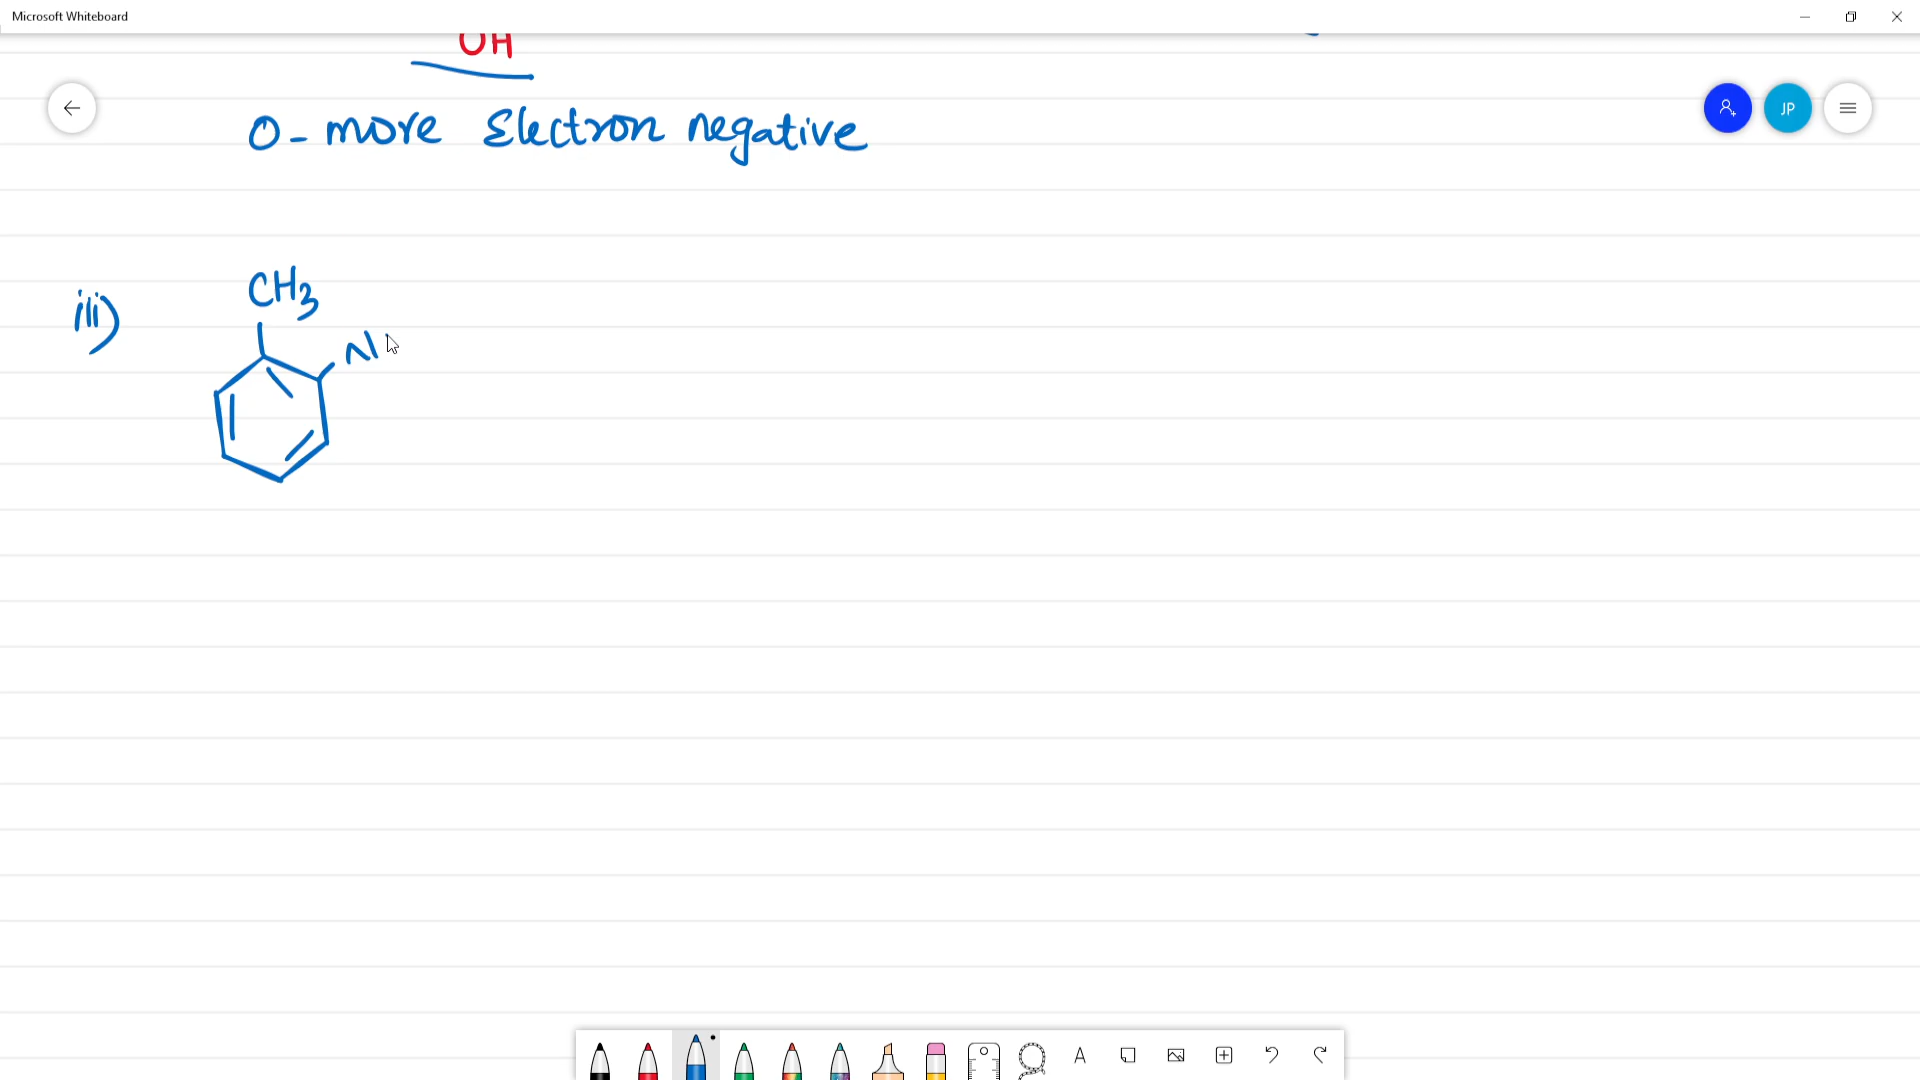 Microsoft Whiteboard
OH
JP
O - more Electron negative
iii)
CH3
N
A